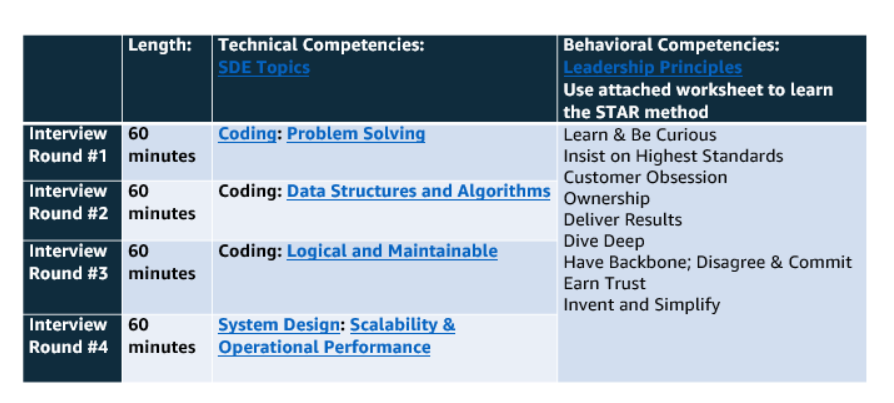 Length:
Technical Competencies:
SDE Topics
Behavioral Competencies:
Leadership Principles
Use attached worksheet to learn
the STAR method
Interview
Round #1
60
minutes
Coding: Problem Solving
Learn & Be Curious
Insist on Highest Standards
Customer Obsession
Ownership
Deliver Results
Dive Deep
Have Backbone; Disagree & Commit
Earn Trust
Invent and Simplify
Interview
Round #2
60
minutes
Coding: Data Structures and Algorithms
Interview
Round #3
60
minutes
Coding: Logical and Maintainable
Interview
Round #4
60
minutes
System Design: Scalability &
Operational Performance